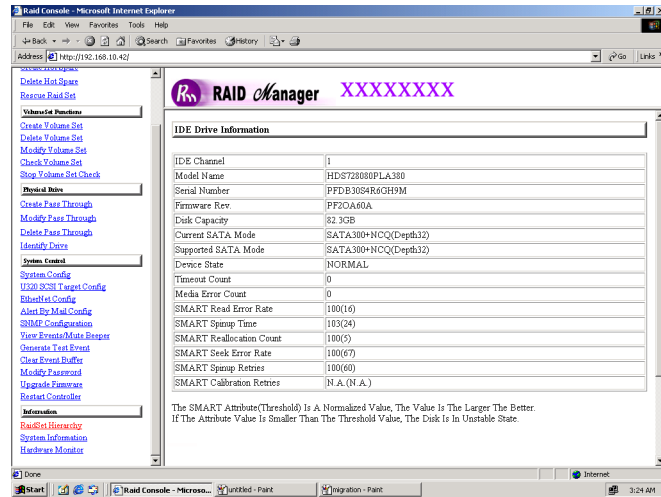 Raid Console - Microsoft Internet Explorer
File Edit View Favorites Tools Help
Back Search Favorites History
Address http://192.168.10.42/ Go Links
Delete Hot Spare
Rescue Raid Set
VolumeSet Functions
Create Volume Set
Delete Volume Set
Modify Volume Set
Check Volume Set
Stop Volume Set Check
Physical Drive
Create Pass Through
Modify Pass Through
Delete Pass Through
Identify Drive
System Control
System Config
U320 SCSI Target Config
EtherNet Config
Alert By Mail Config
SNMP Configuration
View Events/Mute Beeper
Generate Test Event
Clear Event Buffer
Modify Password
Upgrade Firmware
Restart Controller
Information
RaidSet Hierarchy
System Information
Hardware Monitor
Rm RAID Manager XXXXXXXX
IDE Drive Information
IDE Channel 1
Model Name HDS728080PLA380
Serial Number PFDB30S4R6GH9M
Firmware Rev. PF2OA60A
Disk Capacity 82.3GB
Current SATA Mode SATA300+NCQ(Depth32)
Supported SATA Mode SATA300+NCQ(Depth32)
Device State NORMAL
Timeout Count 0
Media Error Count 0
SMART Read Error Rate 100(16)
SMART Spinup Time 103(24)
SMART Reallocation Count 100(5)
SMART Seek Error Rate 100(67)
SMART Spinup Retries 100(60)
SMART Calibration Retries N.A.(N.A.)
The SMART Attribute(Threshold) Is A Normalized Value, The Value Is The Larger The Better.
If The Attribute Value Is Smaller Than The Threshold Value, The Disk Is In Unstable State.
Done Internet
Start Raid Console - Microso... untitled - Paint migration - Paint 3:24 AM